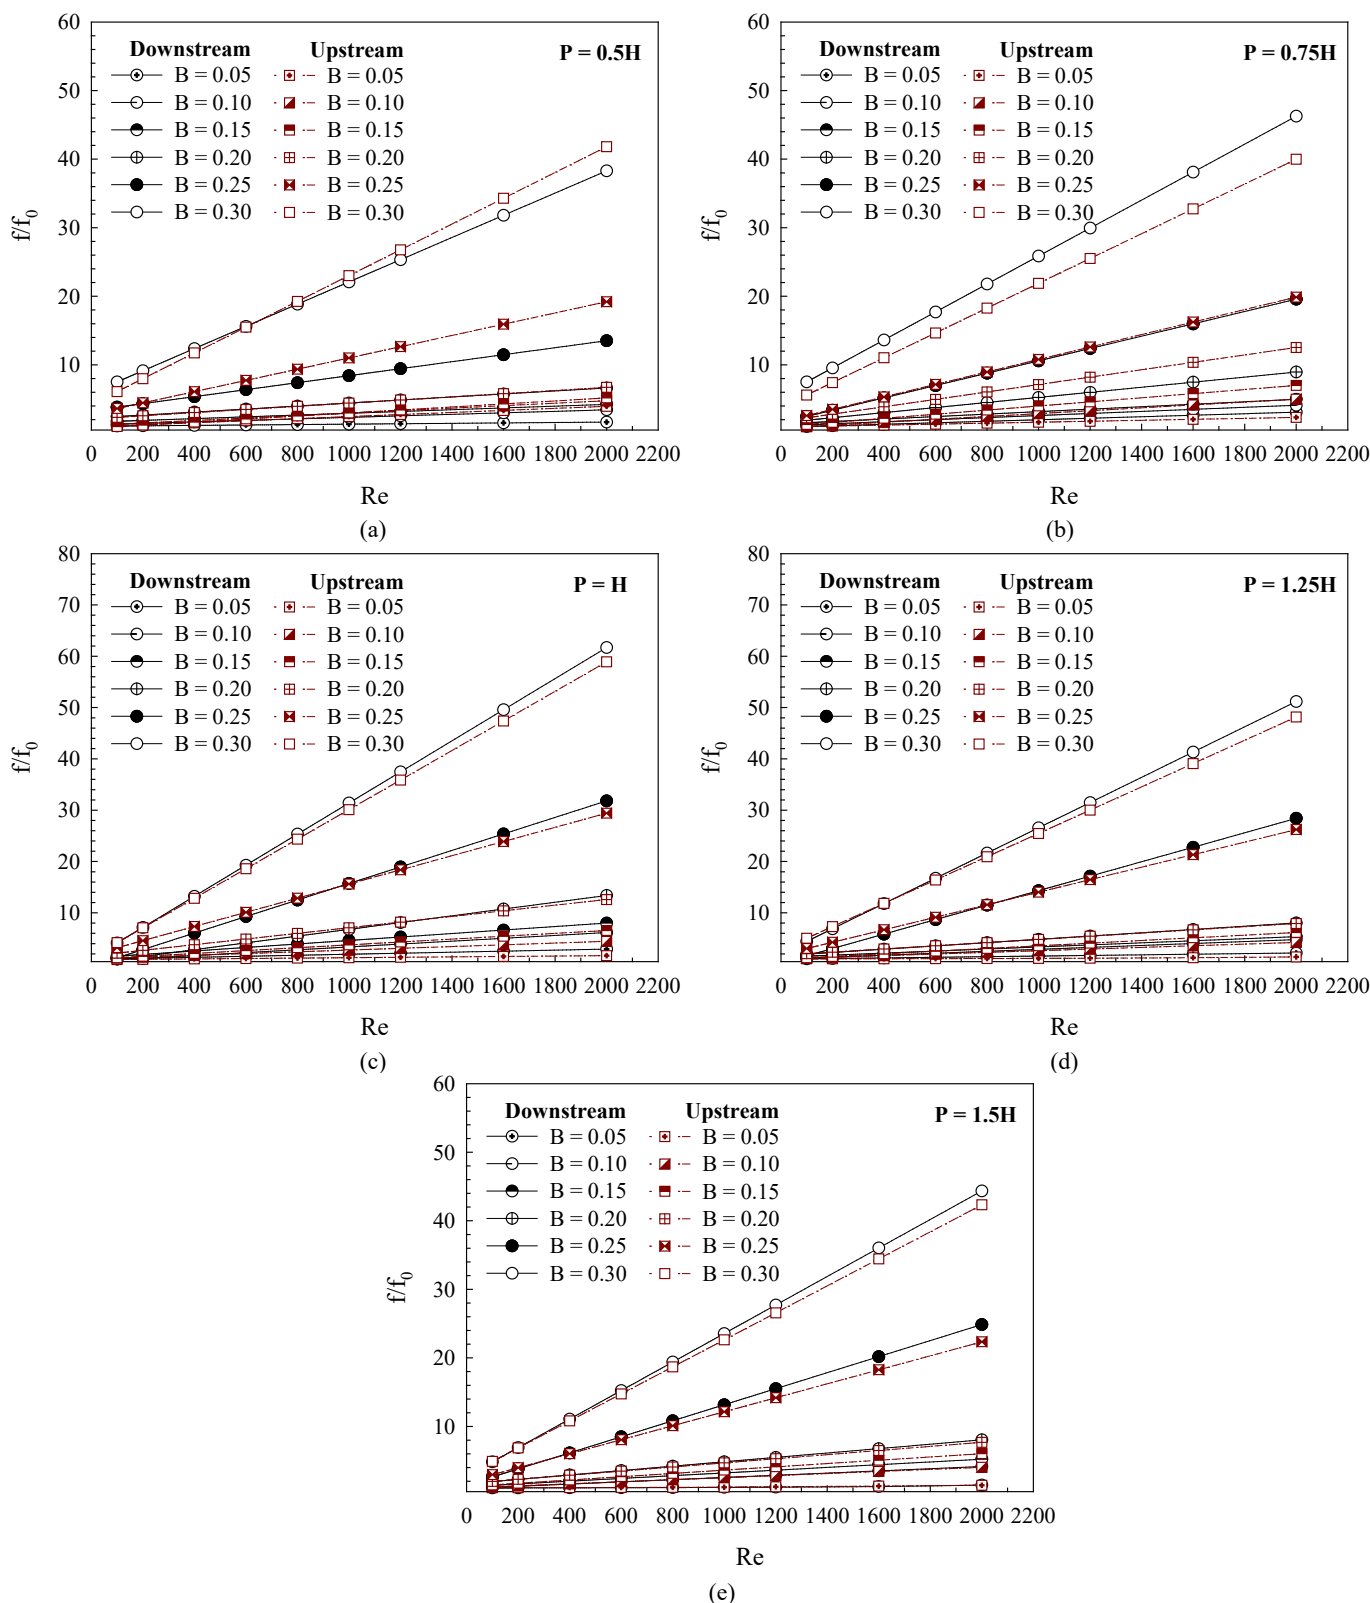 60
50
40
30
20
10
f/f0
Downstream Upstream P = 0.5H
B = 0.05 B = 0.05
B = 0.10 B = 0.10
B = 0.15 B = 0.15
B = 0.20 B = 0.20
B = 0.25 B = 0.25
B = 0.30 B = 0.30
0 200 400 600 800 1000 1200 1400 1600 1800 2000 2200
Re
(a)
60
50
40
30
20
10
f/f0
Downstream Upstream P = 0.75H
B = 0.05 B = 0.05
B = 0.10 B = 0.10
B = 0.15 B = 0.15
B = 0.20 B = 0.20
B = 0.25 B = 0.25
B = 0.30 B = 0.30
0 200 400 600 800 1000 1200 1400 1600 1800 2000 2200
Re
(b)
80
70
60
50
40
30
20
10
f/f0
Downstream Upstream P = H
B = 0.05 B = 0.05
B = 0.10 B = 0.10
B = 0.15 B = 0.15
B = 0.20 B = 0.20
B = 0.25 B = 0.25
B = 0.30 B = 0.30
0 200 400 600 800 1000 1200 1400 1600 1800 2000 2200
Re
(c)
80
70
60
50
40
30
20
10
f/f0
Downstream Upstream P = 1.25H
B = 0.05 B = 0.05
B = 0.10 B = 0.10
B = 0.15 B = 0.15
B = 0.20 B = 0.20
B = 0.25 B = 0.25
B = 0.30 B = 0.30
0 200 400 600 800 1000 1200 1400 1600 1800 2000 2200
Re
(d)
60
50
40
30
20
10
f/f0
Downstream Upstream P = 1.5H
B = 0.05 B = 0.05
B = 0.10 B = 0.10
B = 0.15 B = 0.15
B = 0.20 B = 0.20
B = 0.25 B = 0.25
B = 0.30 B = 0.30
0 200 400 600 800 1000 1200 1400 1600 1800 2000 2200
Re
(e)